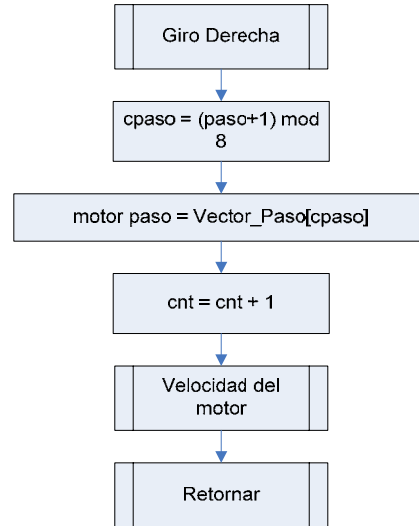 Giro Derecha
cpaso = (paso+1) mod
8
motor paso = Vector_Paso[cpaso]
cnt = cnt + 1
Velocidad del
motor
Retornar